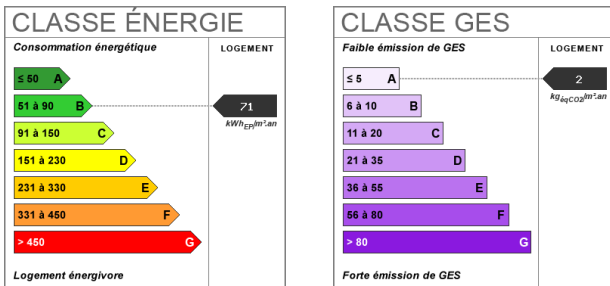 CLASSE ÉNERGIE
Consommation énergétique
LOGEMENT
≤ 50 A
51 à 90 B
71
kWhEP/m².an
91 à 150 C
151 à 230 D
231 à 330 E
331 à 450 F
> 450 G
Logement énergivore
CLASSE GES
Faible émission de GES
LOGEMENT
≤ 5 A
2
kgéqCO2/m².an
6 à 10 B
11 à 20 C
21 à 35 D
36 à 55 E
56 à 80 F
> 80 G
Forte émission de GES